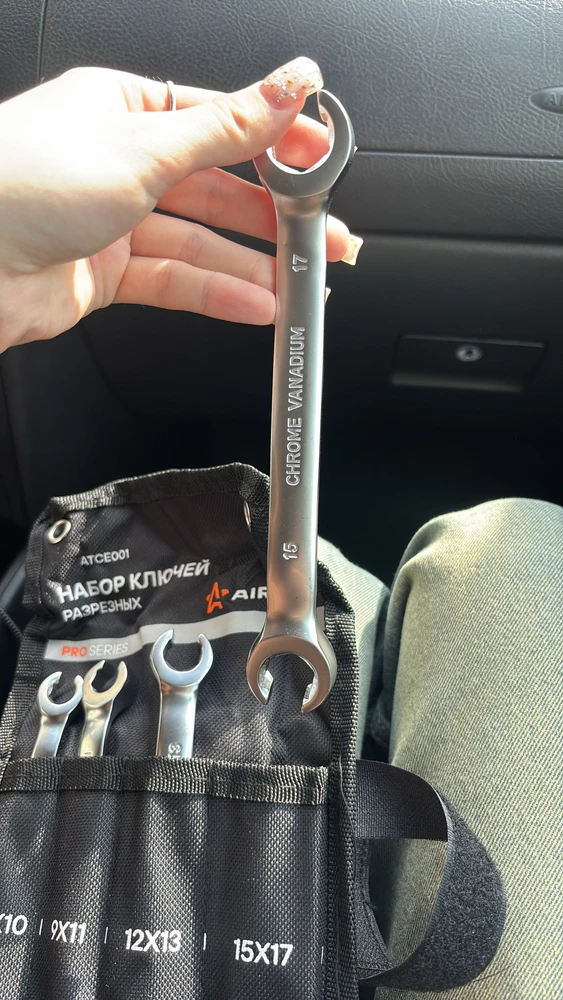 17
CHROME VANADIUM
15
ATCE001
НАБОР КЛЮЧЕЙ
РАЗРЕЗНЫХ
AIR
PRO SERIES
X10 | 9X11 | 12X13 | 15X17 |